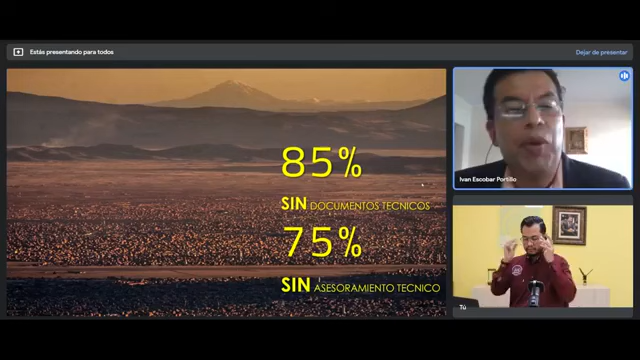 Estás presentando para todos
Dejar de presentar
85%
SIN DOCUMENTOS TECNICOS
75%
SIN ASESORAMIENTO TECNICO
Ivan Escobar Portillo
Tú